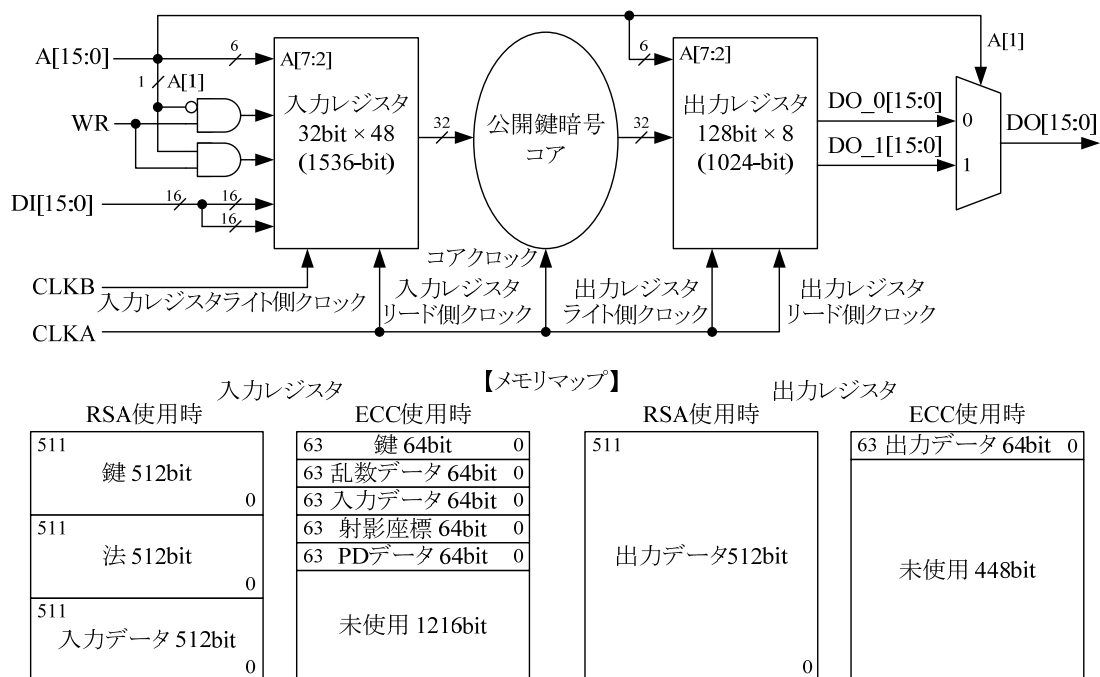 A[15:0]
6
A[7:2]
1
A[1]
WR
DI[15:0]
16
16
16
入力レジスタ
32bit × 48
(1536-bit)
32
公開鍵暗号
コア
32
6
A[7:2]
出力レジスタ
128bit × 8
(1024-bit)
A[1]
DO_0[15:0]
DO_1[15:0]
0
1
DO[15:0]
CLKB
入力レジスタライト側クロック
CLKA
入力レジスタ
リード側クロック
コアクロック
出力レジスタ
ライト側クロック
出力レジスタ
リード側クロック
【メモリマップ】
入力レジスタ
出力レジスタ
RSA使用時
511
鍵 512bit
0
511
法 512bit
0
511
入力データ 512bit
0
ECC使用時
63 鍵 64bit 0
63 乱数データ 64bit 0
63 入力データ 64bit 0
63 射影座標 64bit 0
63 PDデータ 64bit 0
未使用 1216bit
RSA使用時
511
出力データ512bit
0
ECC使用時
63 出力データ 64bit 0
未使用 448bit